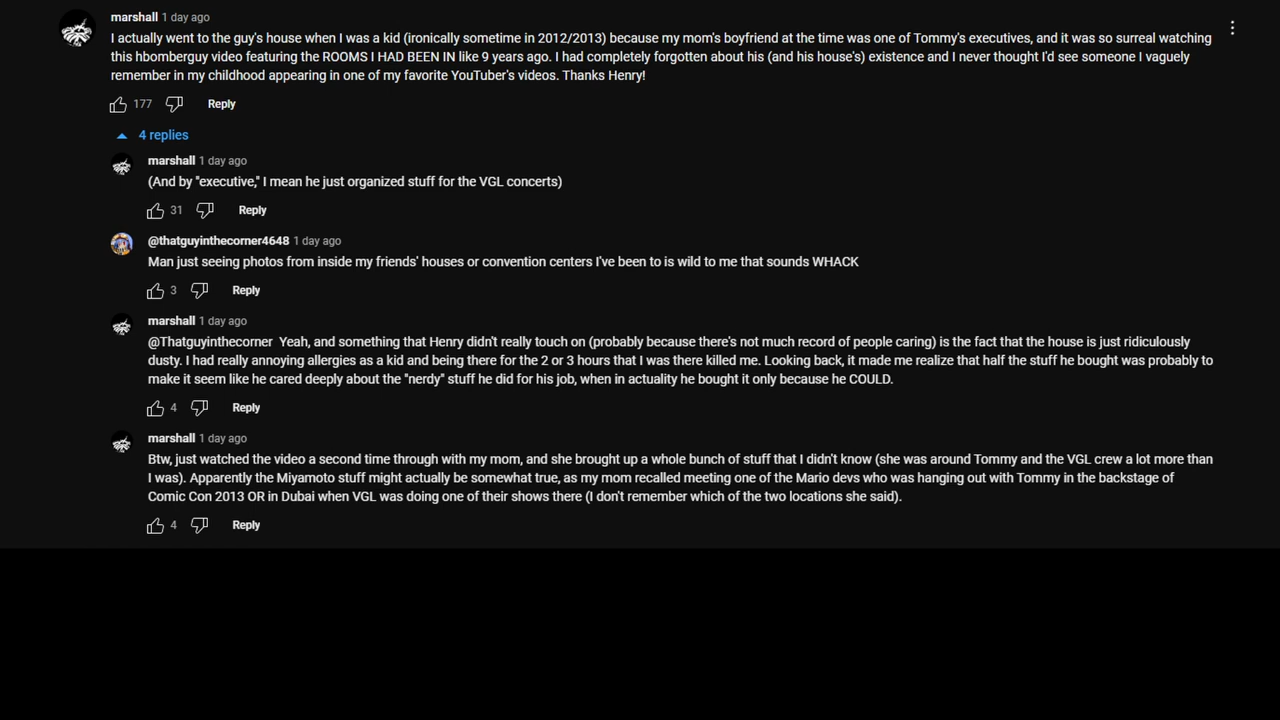 marshall 1 day ago
I actually went to the guy's house when I was a kid (ironically sometime in 2012/2013) because my mom's boyfriend at the time was one of Tommy's executives, and it was so surreal watching
this hbomberguy video featuring the ROOMS I HAD BEEN IN like 9 years ago. I had completely forgotten about his (and his house's) existence and I never thought I'd see someone I vaguely
remember in my childhood appearing in one of my favorite YouTuber's videos. Thanks Henry!
177 Reply
4 replies
marshall 1 day ago
(And by "executive," I mean he just organized stuff for the VGL concerts)
31 Reply
@thatguyinthecorner4648 1 day ago
Man just seeing photos from inside my friends' houses or convention centers I've been to is wild to me that sounds WHACK
3 Reply
marshall 1 day ago
@Thatguyinthecorner Yeah, and something that Henry didn't really touch on (probably because there's not much record of people caring) is the fact that the house is just ridiculously
dusty. I had really annoying allergies as a kid and being there for the 2 or 3 hours that I was there killed me. Looking back, it made me realize that half the stuff he bought was probably to
make it seem like he cared deeply about the "nerdy" stuff he did for his job, when in actuality he bought it only because he COULD.
4 Reply
marshall 1 day ago
Btw, just watched the video a second time through with my mom, and she brought up a whole bunch of stuff that I didn't know (she was around Tommy and the VGL crew a lot more than
I was). Apparently the Miyamoto stuff might actually be somewhat true, as my mom recalled meeting one of the Mario devs who was hanging out with Tommy in the backstage of
Comic Con 2013 OR in Dubai when VGL was doing one of their shows there (I don't remember which of the two locations she said).
4 Reply